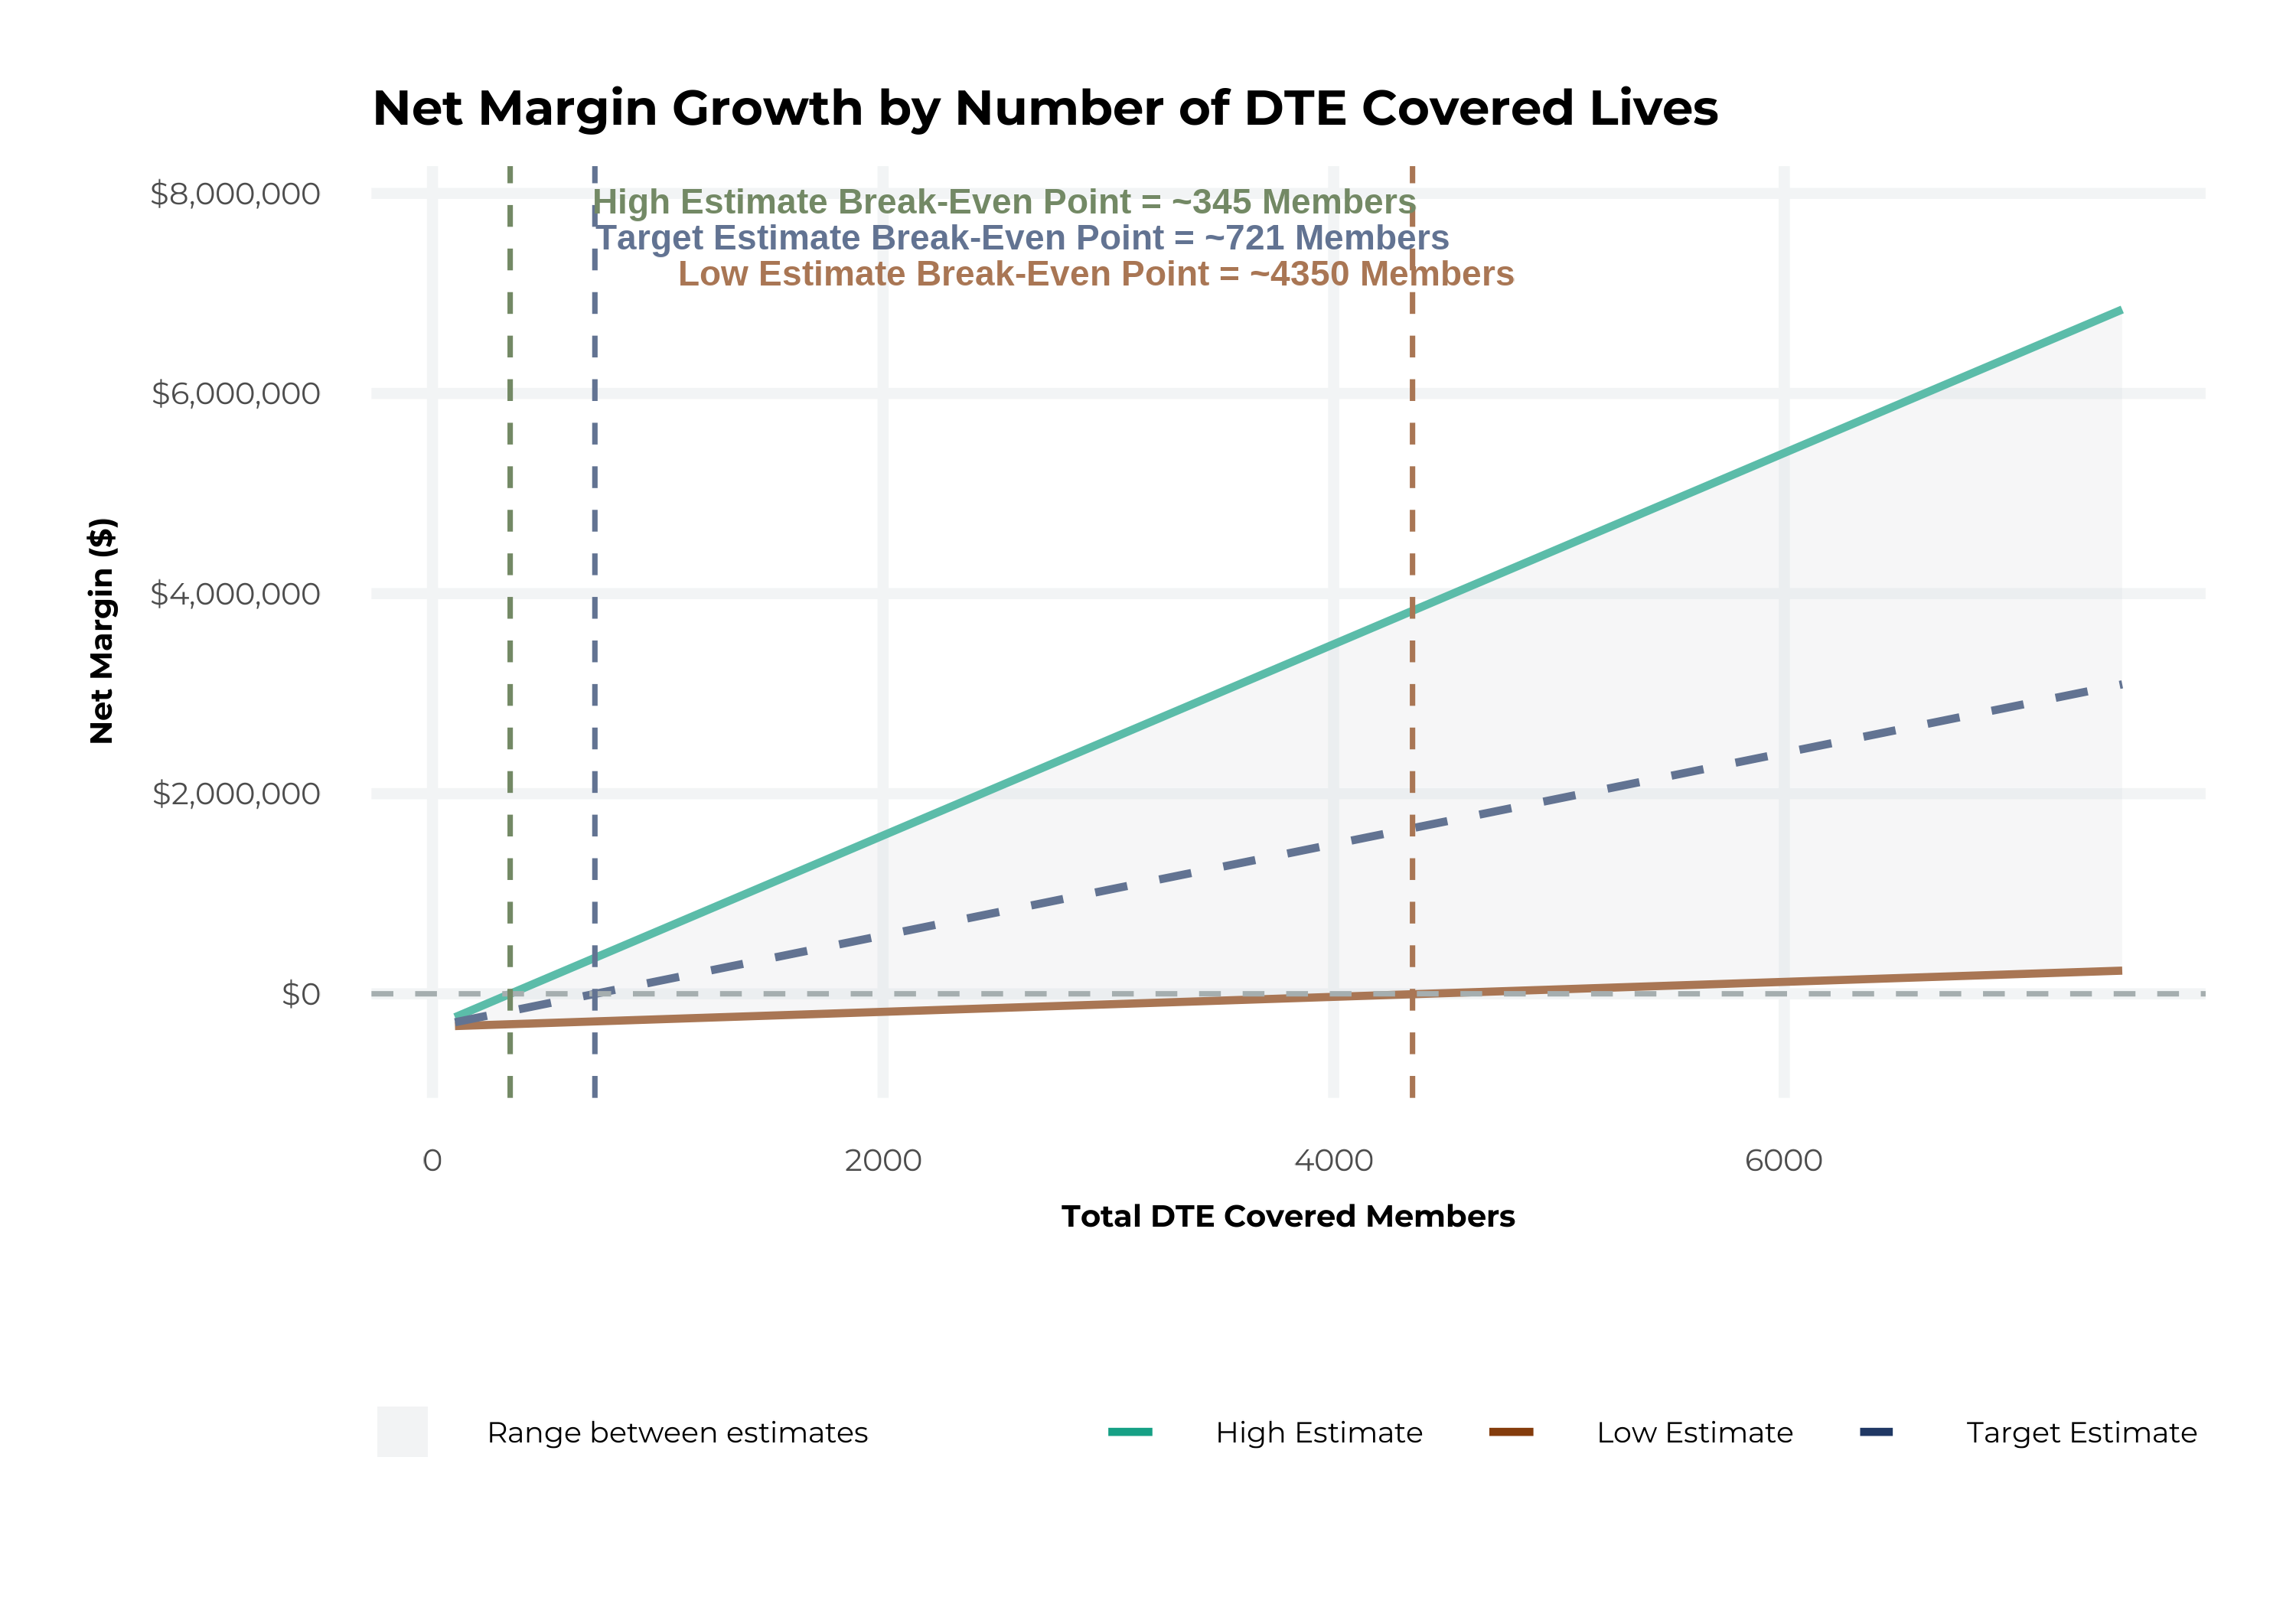 Net Margin Growth by Number of DTE Covered Lives
$8,000,000
High Estimate Break-Even Point = ~345 Members
Target Estimate Break-Even Point = ~721 Members
Low Estimate Break-Even Point = ~4350 Members
$6,000,000
Net Margin ($)
$4,000,000
$2,000,000
$0
0 2000 4000 6000
Total DTE Covered Members
Range between estimates High Estimate Low Estimate Target Estimate